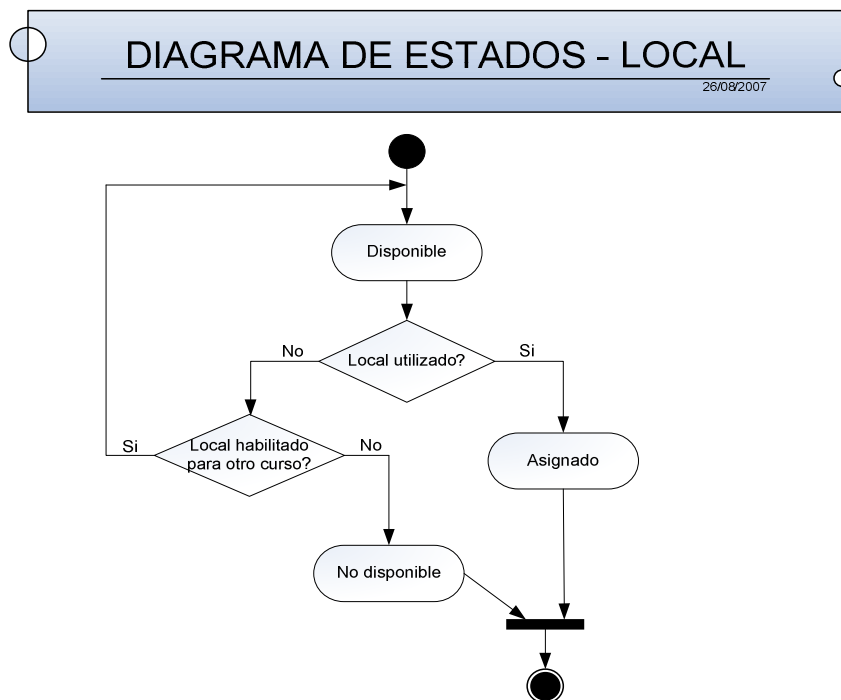 DIAGRAMA DE ESTADOS - LOCAL
26/08/2007
Disponible
Local utilizado?
No
Si
Local habilitado
para otro curso?
Si
No
Asignado
No disponible